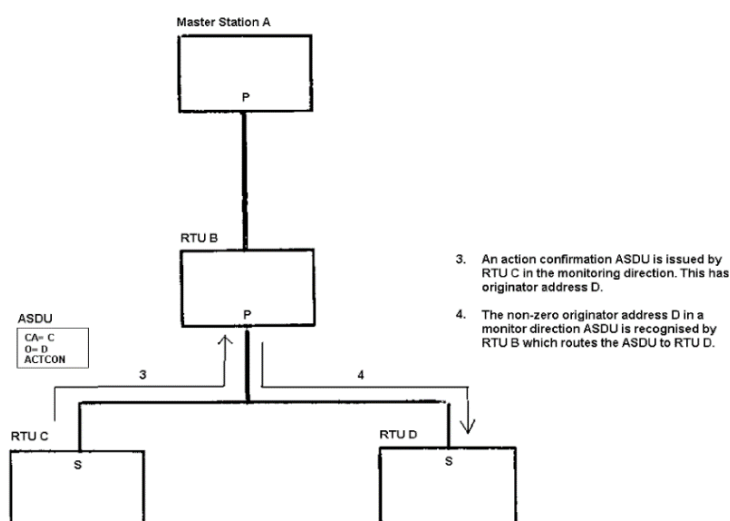 Master Station A
P
RTU B
P
3. An action confirmation ASDU is issued by
RTU C in the monitoring direction. This has
originator address D.
4. The non-zero originator address D in a
monitor direction ASDU is recognised by
RTU B which routes the ASDU to RTU D.
ASDU
CA= C
O= D
ACTCON
3
4
RTU C
S
RTU D
S